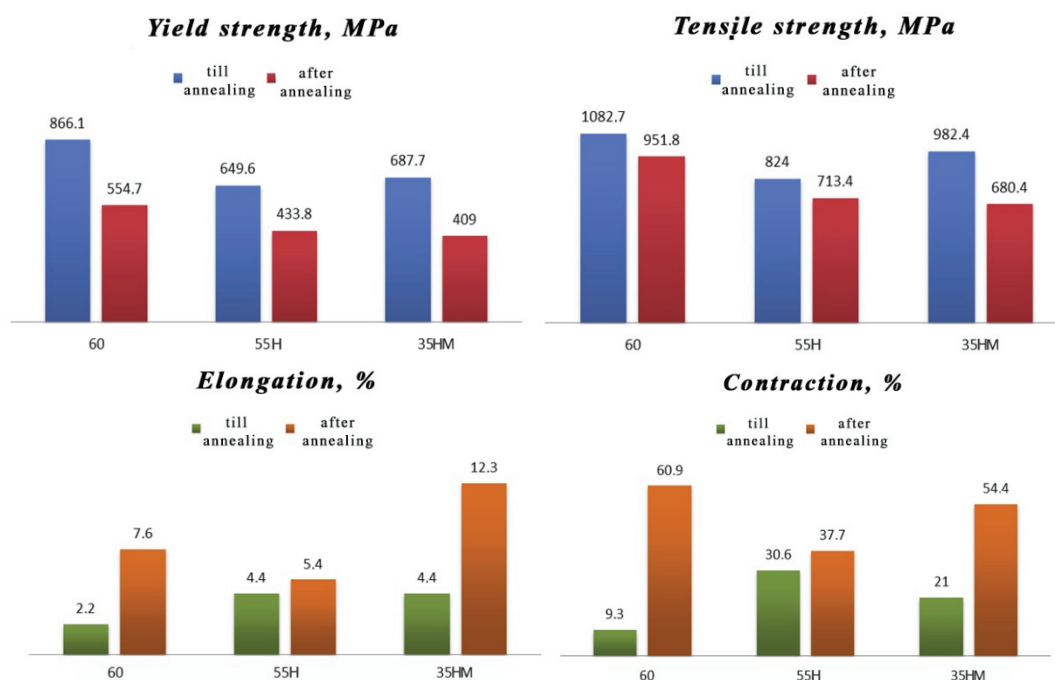 Yield strength, MPa
till annealing
after annealing
866.1
554.7
649.6
433.8
687.7
409
60
55H
35HM
Tensile strength, MPa
till annealing
after annealing
1082.7
951.8
824
713.4
982.4
680.4
60
55H
35HM
Elongation, %
till annealing
after annealing
2.2
7.6
4.4
5.4
4.4
12.3
60
55H
35HM
Contraction, %
till annealing
after annealing
9.3
60.9
30.6
37.7
21
54.4
60
55H
35HM